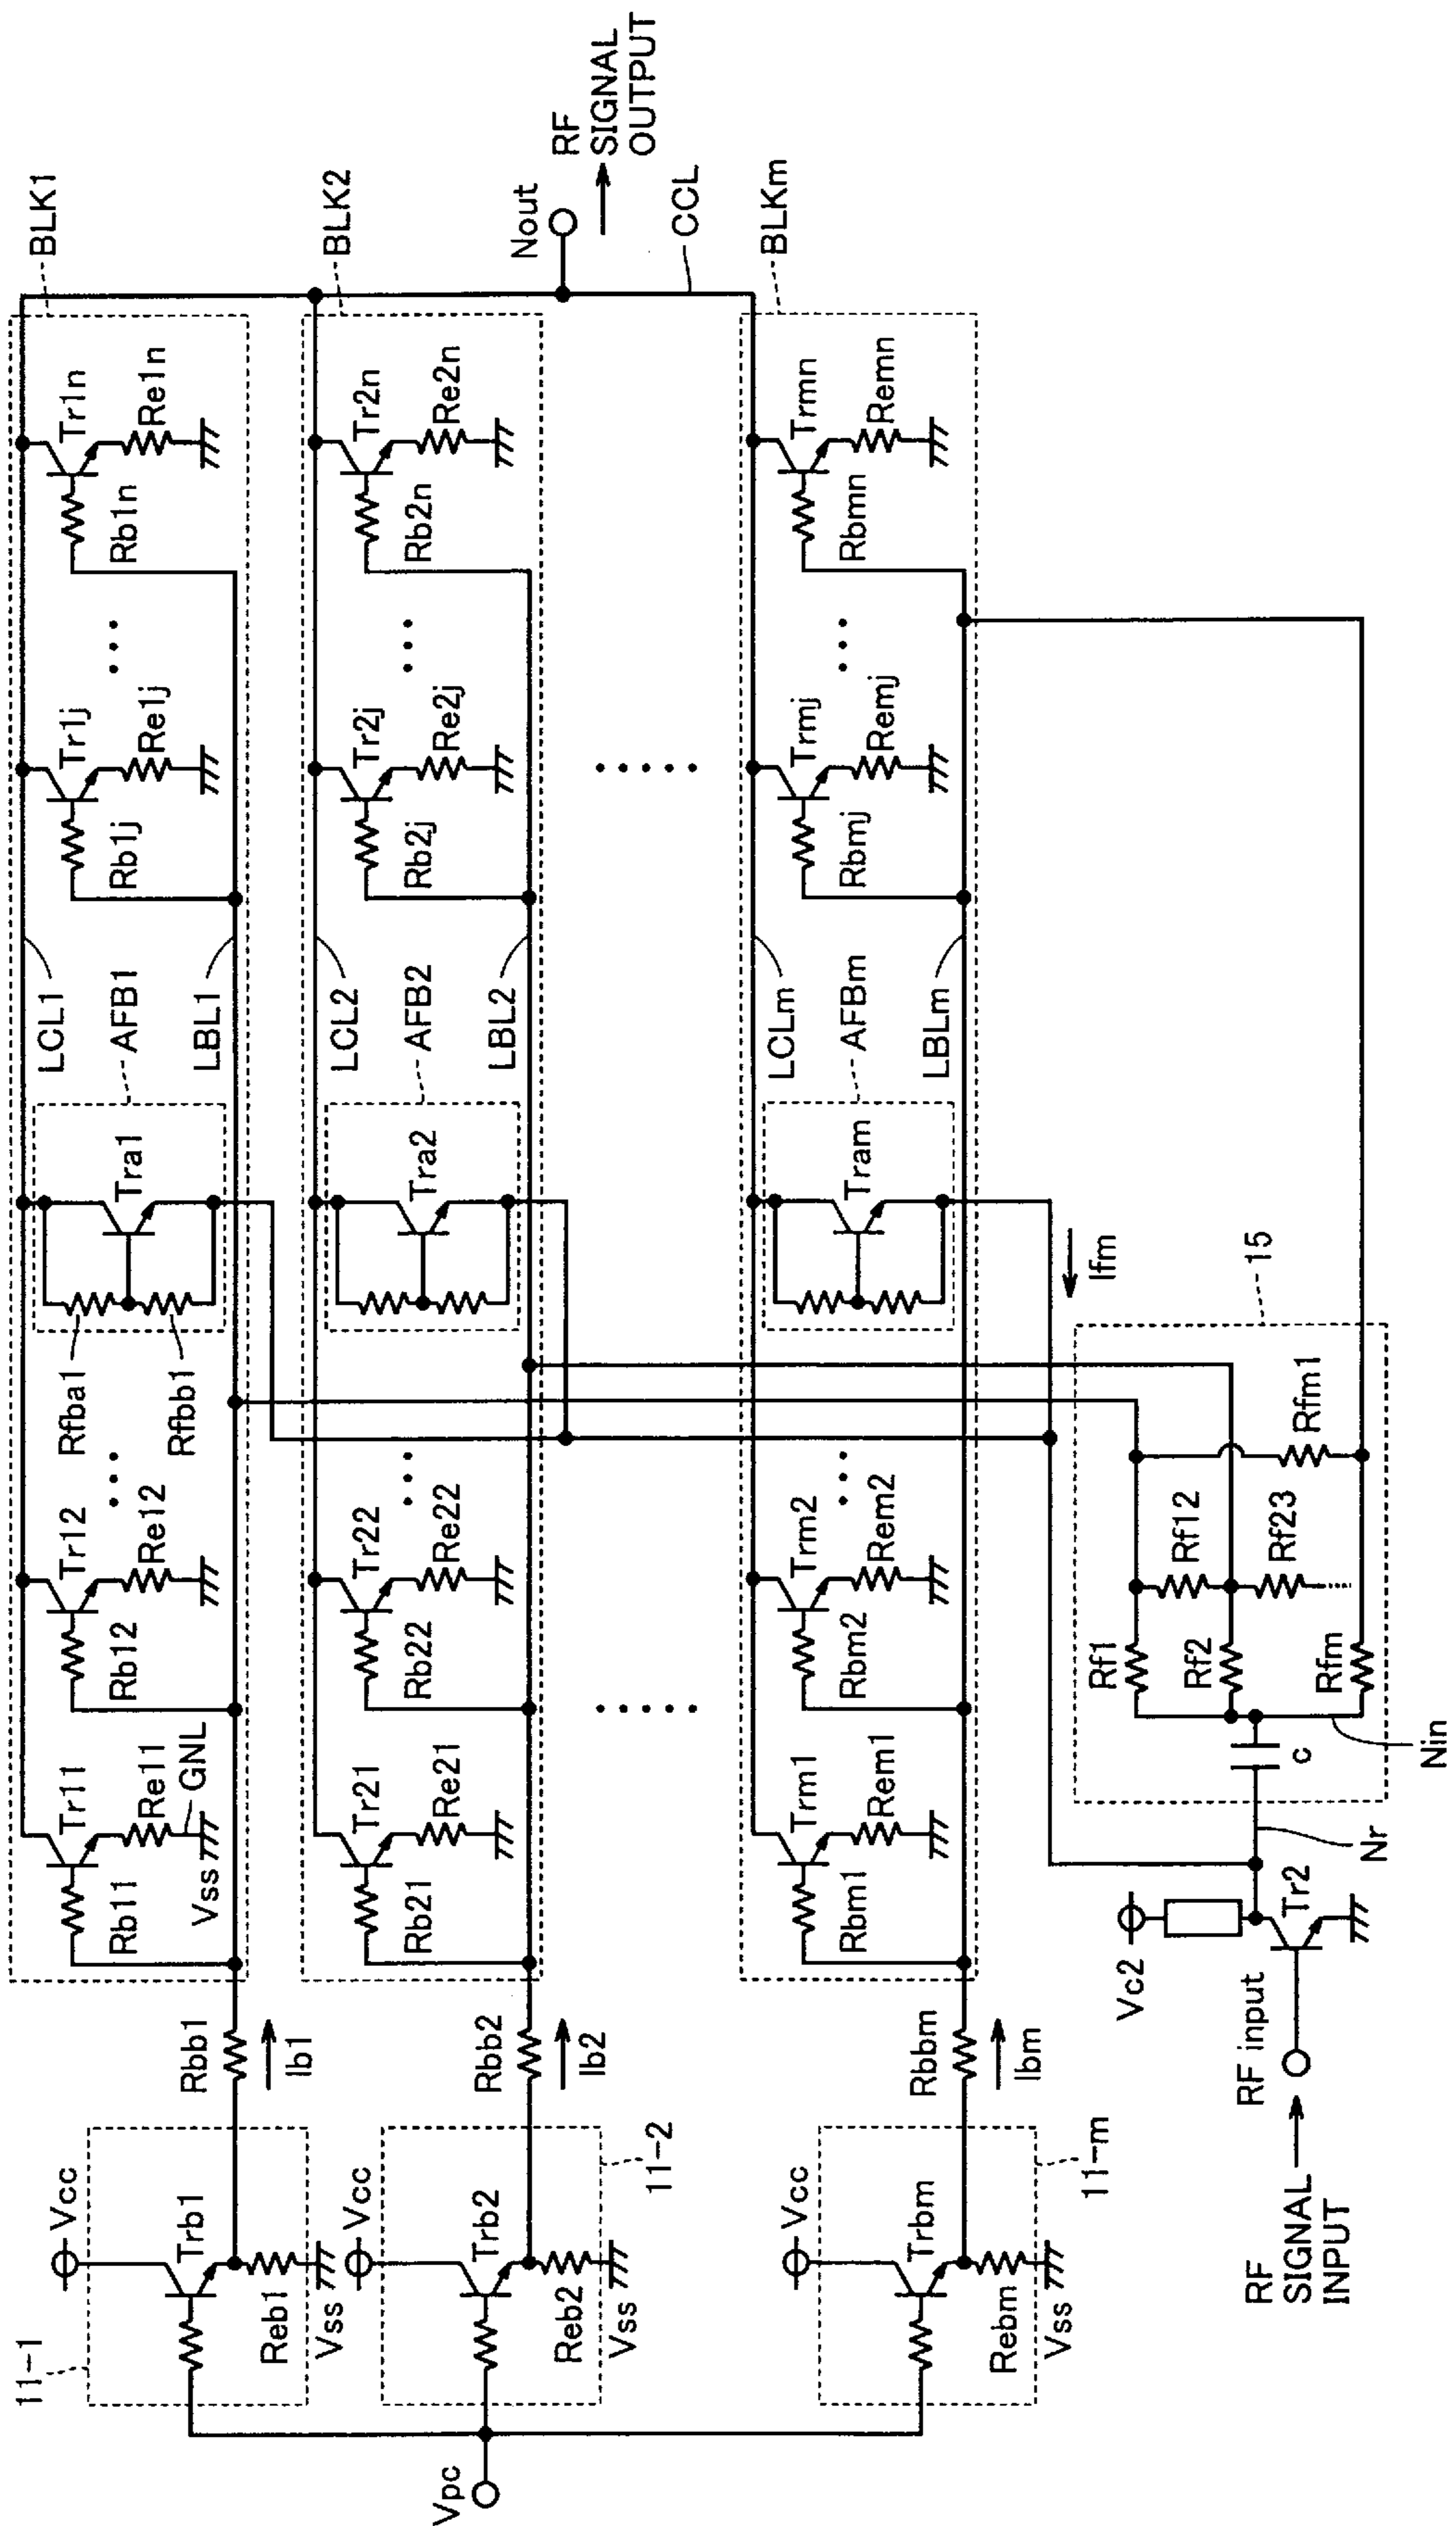 BLK1
LCL1
AFB1
LBL1
Tr11
Rb11
Re11
GNL
Vss
Tr12
Rb12
Re12
Rfba1
Rfbb1
Tra1
Tr1j
Rb1j
Re1j
Tr1n
Rb1n
Re1n
11-1
Vcc
Trb1
Reb1
Vss
Rbb1
Ib1
BLK2
LCL2
AFB2
LBL2
Tr21
Rb21
Re21
Tr22
Rb22
Re22
Tra2
Tr2j
Rb2j
Re2j
Tr2n
Rb2n
Re2n
Vpc
Vcc
Trb2
Reb2
Vss
11-2
Rbb2
Ib2
Nout
RF
SIGNAL
OUTPUT
CCL
BLKm
LCLm
AFBm
LBLm
Trm1
Rbm1
Rem1
Trm2
Rbm2
Rem2
Tram
Trmj
Rbmj
Remj
Trmn
Rbmn
Remn
Vcc
Trbm
Rebm
Vss
11-m
Rbbm
Ibm
Ifm
15
Rf1
Rf2
Rfm
Rf12
Rf23
Rfm1
c
Nin
Nr
Vc2
Tr2
RF input
RF
SIGNAL
INPUT